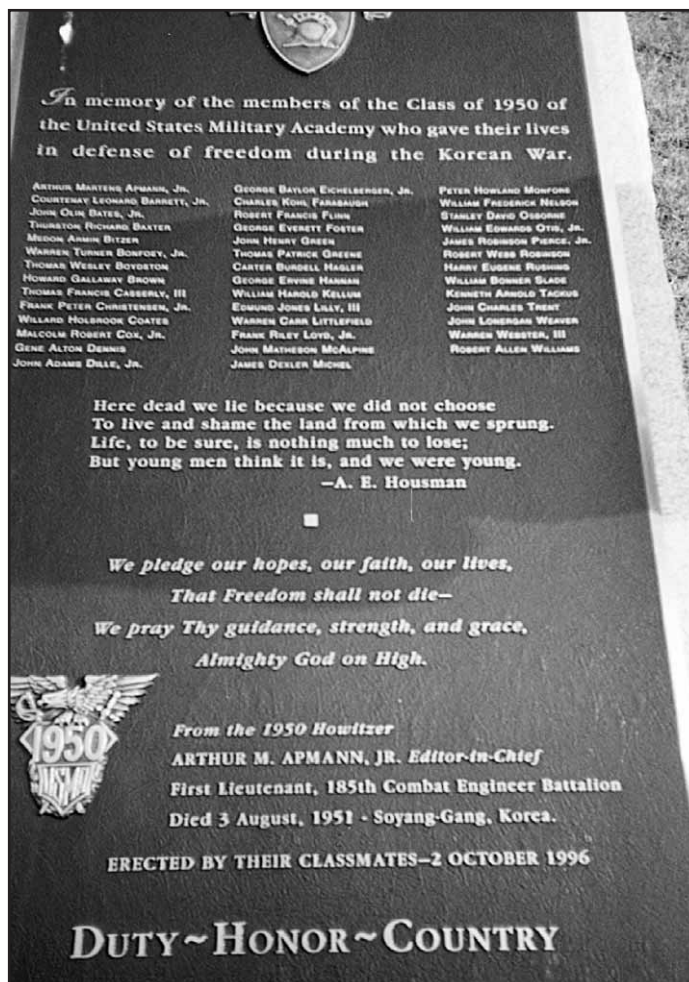 In memory of the members of the Class of 1950 of
the United States Military Academy who gave their lives
in defense of freedom during the Korean War.
ARTHUR MARTENS APMANN, JR.
COURTENAY LEONARD BARRETT, JR.
JOHN OLIN BATES, JR.
THURSTON RICHARD BAXTER
MEDON ARMIN BITZER
WARREN TURNER BONFOEY, JR.
THOMAS WESLEY BOYDSTON
HOWARD GALLAWAY BROWN
THOMAS FRANCIS CASSERLY, III
FRANK PETER CHRISTENSEN, JR.
WILLARD HOLBROOK COATES
MALCOLM ROBERT COX, JR.
GENE ALTON DENNIS
JOHN ADAMS DILLE, JR.
GEORGE BAYLOR EICHELBERGER, JR.
CHARLES KOHL FARABAUGH
ROBERT FRANCIS FLINN
GEORGE EVERETT FOSTER
JOHN HENRY GREEN
THOMAS PATRICK GREENE
CARTER BURDELL HAGLER
GEORGE ERVINE HANNAN
WILLIAM HAROLD KELLUM
EDMUND JONES LILLY, III
WARREN CARR LITTLEFIELD
FRANK RILEY LOYD, JR.
JOHN MATHESON MCALPINE
JAMES DEXLER MICHEL
PETER HOWLAND MONFORE
WILLIAM FREDERICK NELSON
STANLEY DAVID OSBORNE
WILLIAM EDWARDS OTIS, JR.
JAMES ROBINSON PIERCE, JR.
ROBERT WEBB ROBINSON
HARRY EUGENE RUSHING
WILLIAM BONNER SLADE
KENNETH ARNOLD TACKUS
JOHN CHARLES TRENT
JOHN LONERGAN WEAVER
WARREN WEBSTER, III
ROBERT ALLEN WILLIAMS
Here dead we lie because we did not choose
To live and shame the land from which we sprung.
Life, to be sure, is nothing much to lose;
But young men think it is, and we were young.
–A. E. Housman
We pledge our hopes, our faith, our lives,
That Freedom shall not die–
We pray Thy guidance, strength, and grace,
Almighty God on High.
1950
USMA
From the 1950 Howitzer
ARTHUR M. APMANN, JR. Editor-in-Chief
First Lieutenant, 185th Combat Engineer Battalion
Died 3 August, 1951 - Soyang-Gang, Korea.
ERECTED BY THEIR CLASSMATES–2 OCTOBER 1996
DUTY~HONOR~COUNTRY